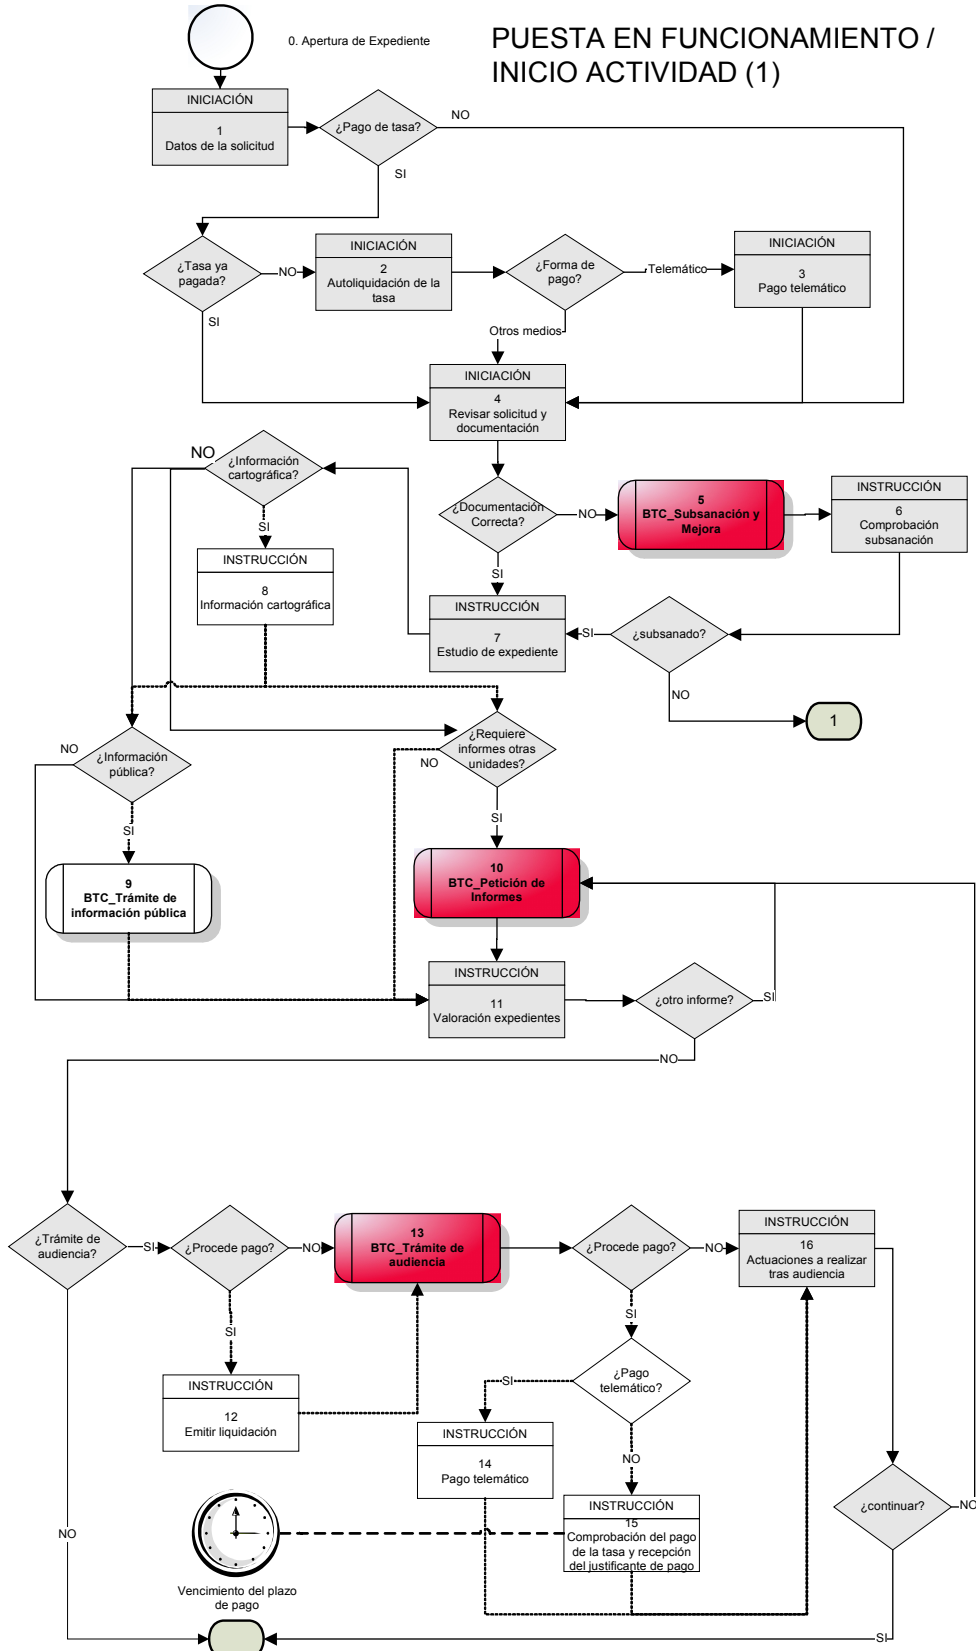 0. Apertura de Expediente
PUESTA EN FUNCIONAMIENTO /
INICIO ACTIVIDAD (1)
INICIACIÓN
1
Datos de la solicitud
¿Pago de tasa?
NO
SI
¿Tasa ya
pagada?
NO
SI
INICIACIÓN
2
Autoliquidación de la
tasa
¿Forma de
pago?
Telemático
Otros medios
INICIACIÓN
3
Pago telemático
INICIACIÓN
4
Revisar solicitud y
documentación
NO
¿Información
cartográfica?
SI
¿Documentación
Correcta?
NO
SI
5
BTC_Subsanación y
Mejora
INSTRUCCIÓN
6
Comprobación
subsanación
INSTRUCCIÓN
8
Información cartográfica
INSTRUCCIÓN
7
Estudio de expediente
SI
¿subsanado?
NO
1
NO
¿Información
pública?
SI
¿Requiere
informes otras
unidades?
NO
SI
9
BTC_Trámite de
información pública
10
BTC_Petición de
Informes
INSTRUCCIÓN
11
Valoración expedientes
¿otro informe?
SI
NO
¿Trámite de
audiencia?
SI
¿Procede pago?
NO
SI
13
BTC_Trámite de
audiencia
¿Procede pago?
NO
SI
INSTRUCCIÓN
16
Actuaciones a realizar
tras audiencia
INSTRUCCIÓN
12
Emitir liquidación
¿Pago
telemático?
SI
NO
INSTRUCCIÓN
14
Pago telemático
INSTRUCCIÓN
15
Comprobación del pago
de la tasa y recepción
del justificante de pago
¿continuar?
NO
NO
Vencimiento del plazo
de pago
SI